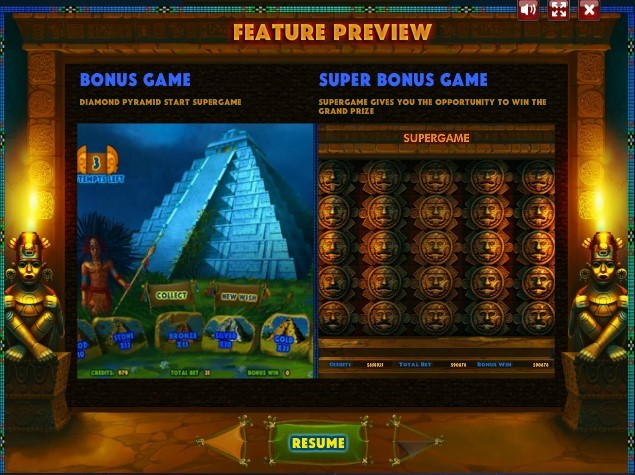 FEATURE PREVIEW
BONUS GAME
DIAMOND PYRAMID START SUPERGAME
SUPER BONUS GAME
SUPERGAME GIVES YOU THE OPPORTUNITY TO WIN THE
GRAND PRIZE
SUPERGAME
3
TEMPTS LEFT
COLLECT
NEW WISH
STONE
BRONZE
SILVER
GOLD
CREDITS: 979
TOTAL BET
BONUS WIN 0
CREDITS
TOTAL BET
BONUS WIN
RESUME